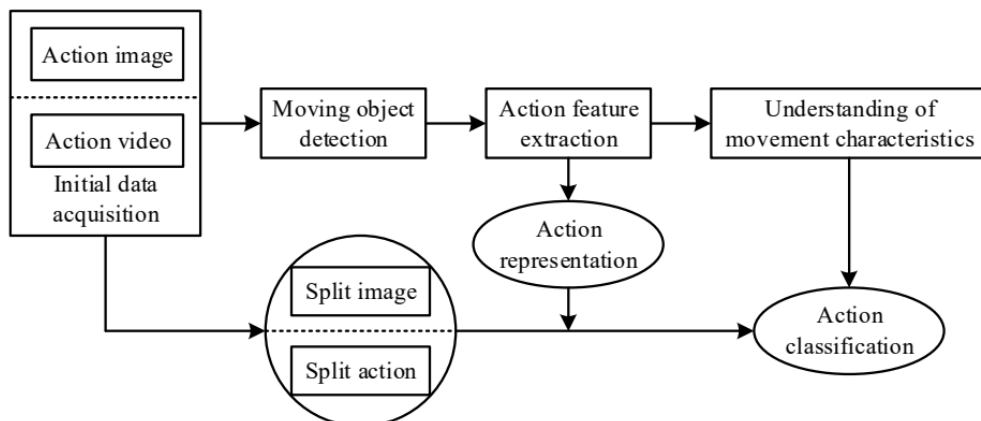 Action image
Action video
Initial data
acquisition
Moving object
detection
Action feature
extraction
Understanding of
movement characteristics
Action
representation
Split image
Split action
Action
classification